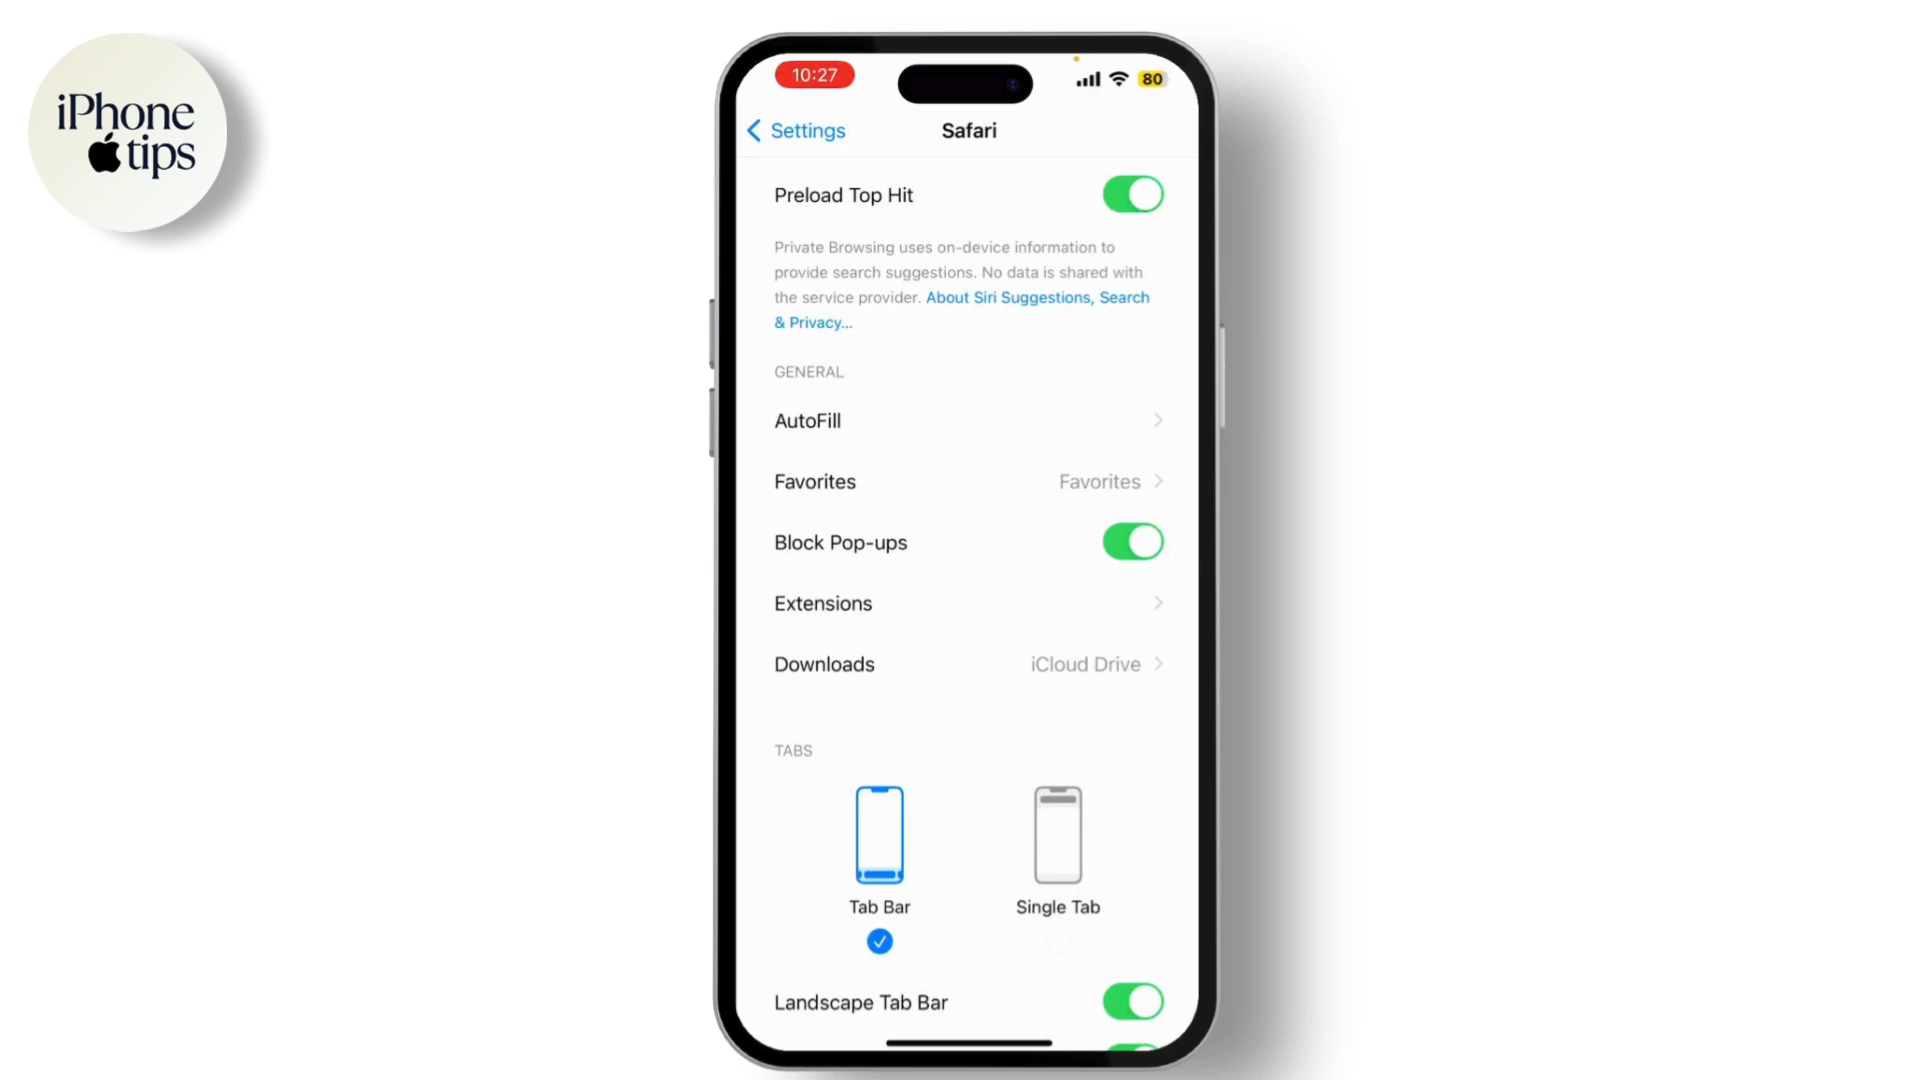 iPhone
tips
10:27
80
Settings
Safari
Preload Top Hit
Private Browsing uses on-device information to
provide search suggestions. No data is shared with
the service provider. About Siri Suggestions, Search
& Privacy...
GENERAL
AutoFill
Favorites Favorites
Block Pop-ups
Extensions
Downloads iCloud Drive
TABS
Tab Bar Single Tab
Landscape Tab Bar